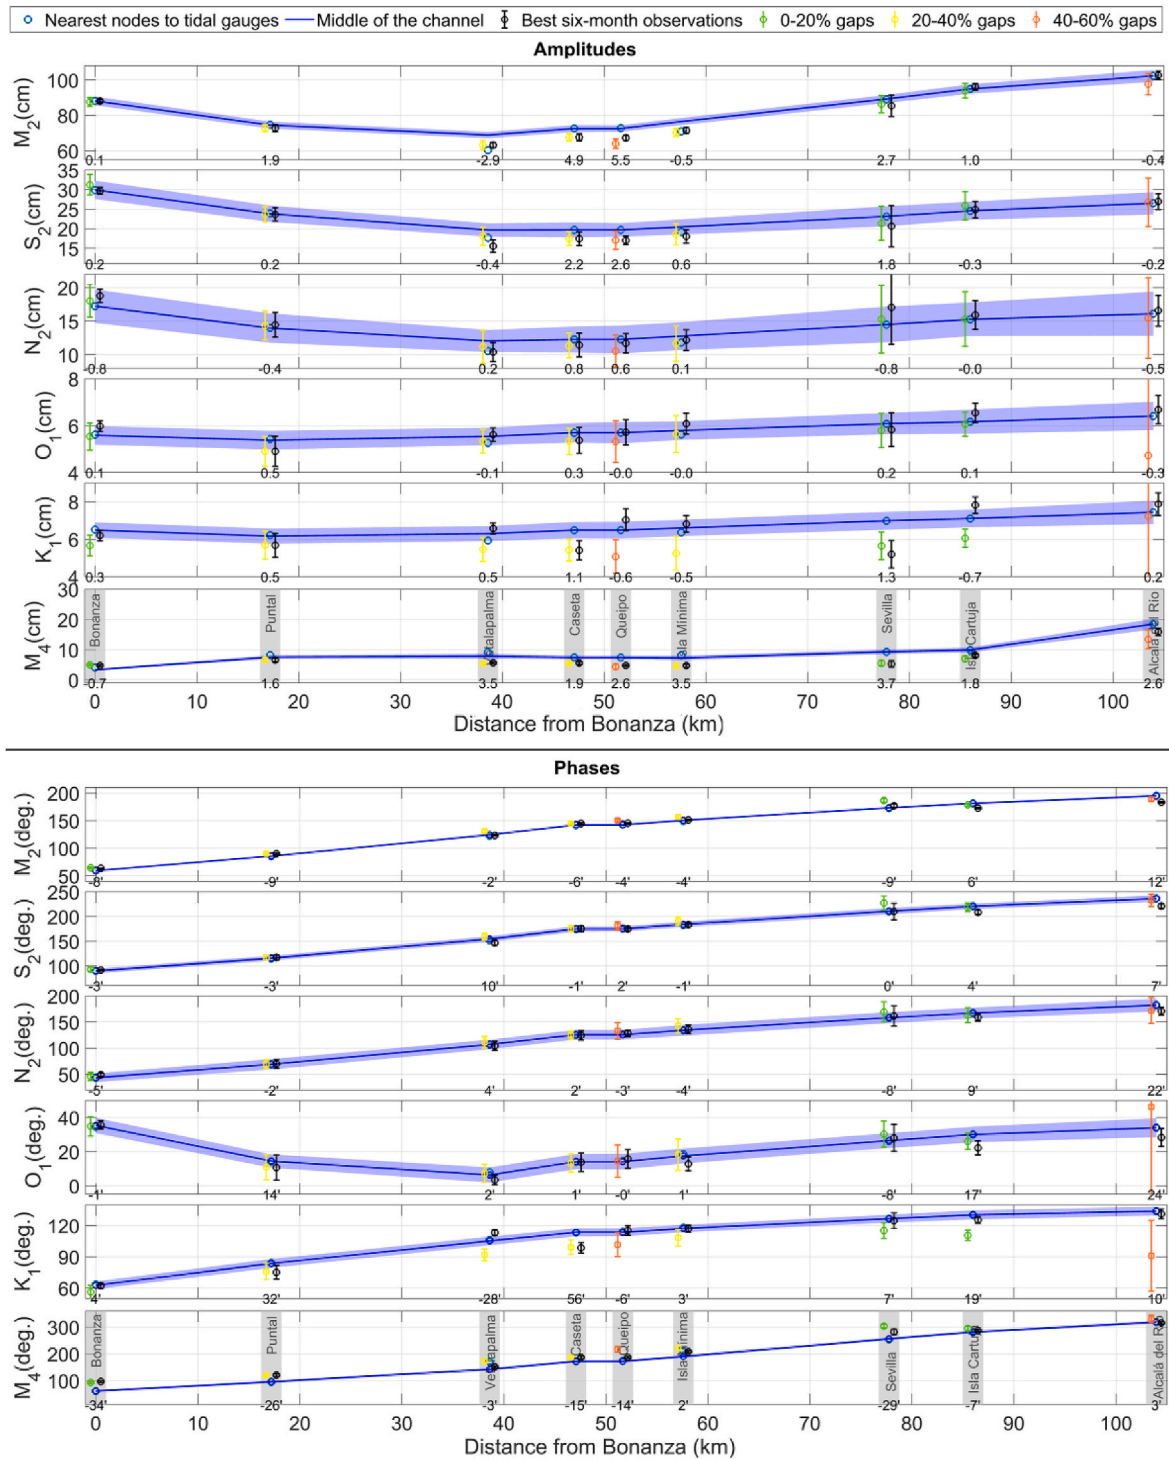 Nearest nodes to tidal gauges Middle of the channel Best six-month observations 0-20% gaps 20-40% gaps 40-60% gaps
Amplitudes
M2(cm)
100
80
60
0.1 1.9 -2.9 4.9 5.5 -0.5 2.7 1.0 -0.4
S2(cm)
35
30
25
20
15
0.2 0.2 -0.4 2.2 2.6 0.6 1.8 -0.3 -0.2
N2(cm)
20
15
10
-0.8 -0.4 0.2 0.8 0.6 0.1 -0.8 -0.0 -0.5
O1(cm)
8
6
4
0.1 0.5 -0.1 0.3 -0.0 -0.0 0.2 0.1 -0.3
K1(cm)
8
6
4
0.3 0.5 0.5 1.1 -0.6 -0.5 1.3 -0.7 0.2
M4(cm)
30
20
10
0
Bonanza Puntal Caseta Queipo Isla Mínima Sevilla Isla Cartuja Alcalá del Río
-0.7 1.6 3.5 1.9 2.6 3.5 3.7 1.8 2.6
0 10 20 30 40 50 60 70 80 90 100
Distance from Bonanza (km)
Phases
M2(deg.)
200
150
100
50
-8' -9' -2' -6' -4' -4' -9' 6' 12'
S2(deg.)
250
200
150
100
-3' -3' 10' -1' 2' -1' 0' 4' 7'
N2(deg.)
200
150
100
50
-5' -2' 4' 2' -3' -4' -8' 9' 22'
O1(deg.)
40
20
0
-1' 14' 2' 1' -0' 1' -8' 17' 24'
K1(deg.)
120
90
60
4' 32' -28' 56' -6' 3' 7' 19' 10'
M4(deg.)
300
200
100
Bonanza Puntal Caseta Queipo Isla Mínima Sevilla Isla Cartuja Alcalá del Río
-34' -26' -3' -15' -14' 2' -29' -7' 3'
0 10 20 30 40 50 60 70 80 90 100
Distance from Bonanza (km)